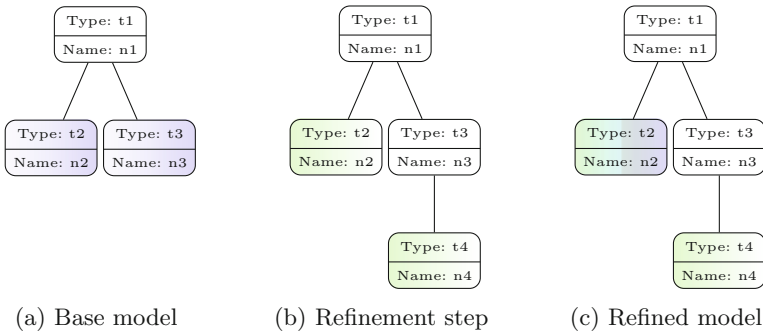 Type: t1
Name: n1
Type: t2
Name: n2
Type: t3
Name: n3
(a) Base model
Type: t1
Name: n1
Type: t2
Name: n2
Type: t3
Name: n3
Type: t4
Name: n4
(b) Refinement step
Type: t1
Name: n1
Type: t2
Name: n2
Type: t3
Name: n3
Type: t4
Name: n4
(c) Refined model